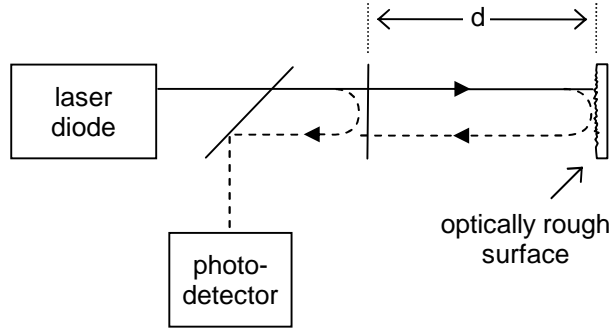 d
laser
diode
optically rough
surface
photo-
detector